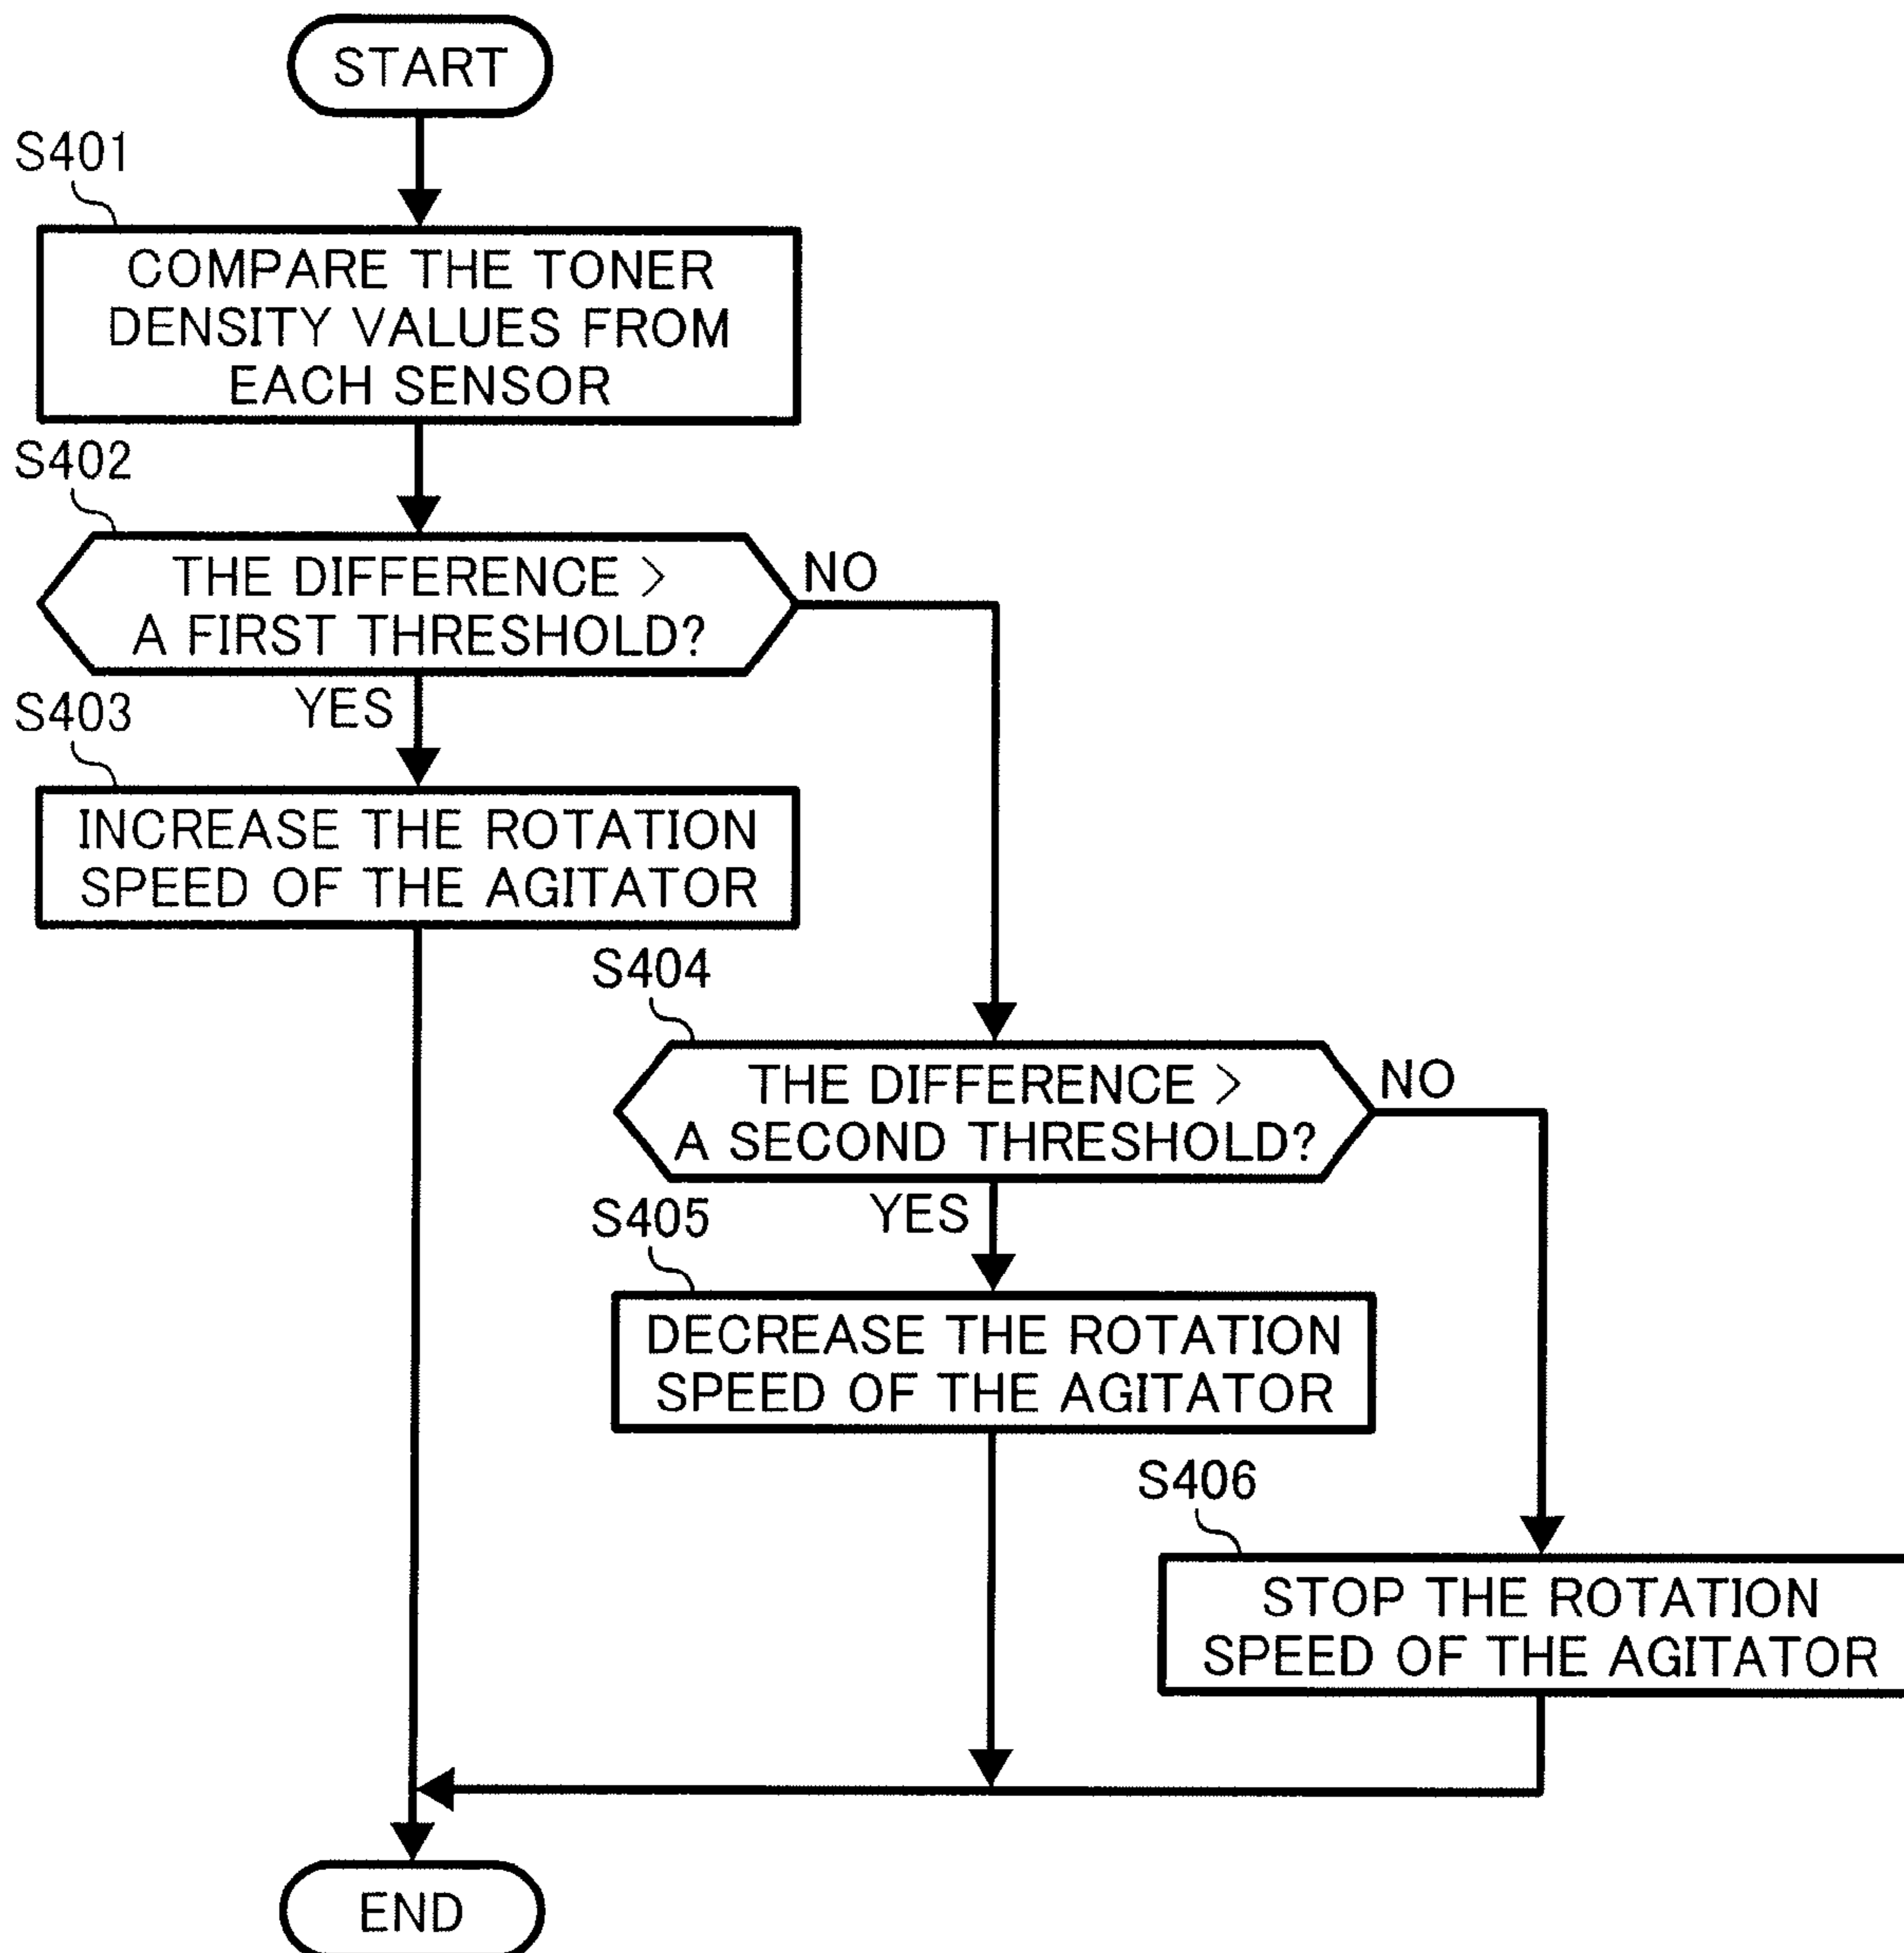 START
S401
COMPARE THE TONER
DENSITY VALUES FROM
EACH SENSOR
S402
THE DIFFERENCE >
A FIRST THRESHOLD?
NO
YES
S403
INCREASE THE ROTATION
SPEED OF THE AGITATOR
S404
THE DIFFERENCE >
A SECOND THRESHOLD?
NO
YES
S405
DECREASE THE ROTATION
SPEED OF THE AGITATOR
S406
STOP THE ROTATION
SPEED OF THE AGITATOR
END